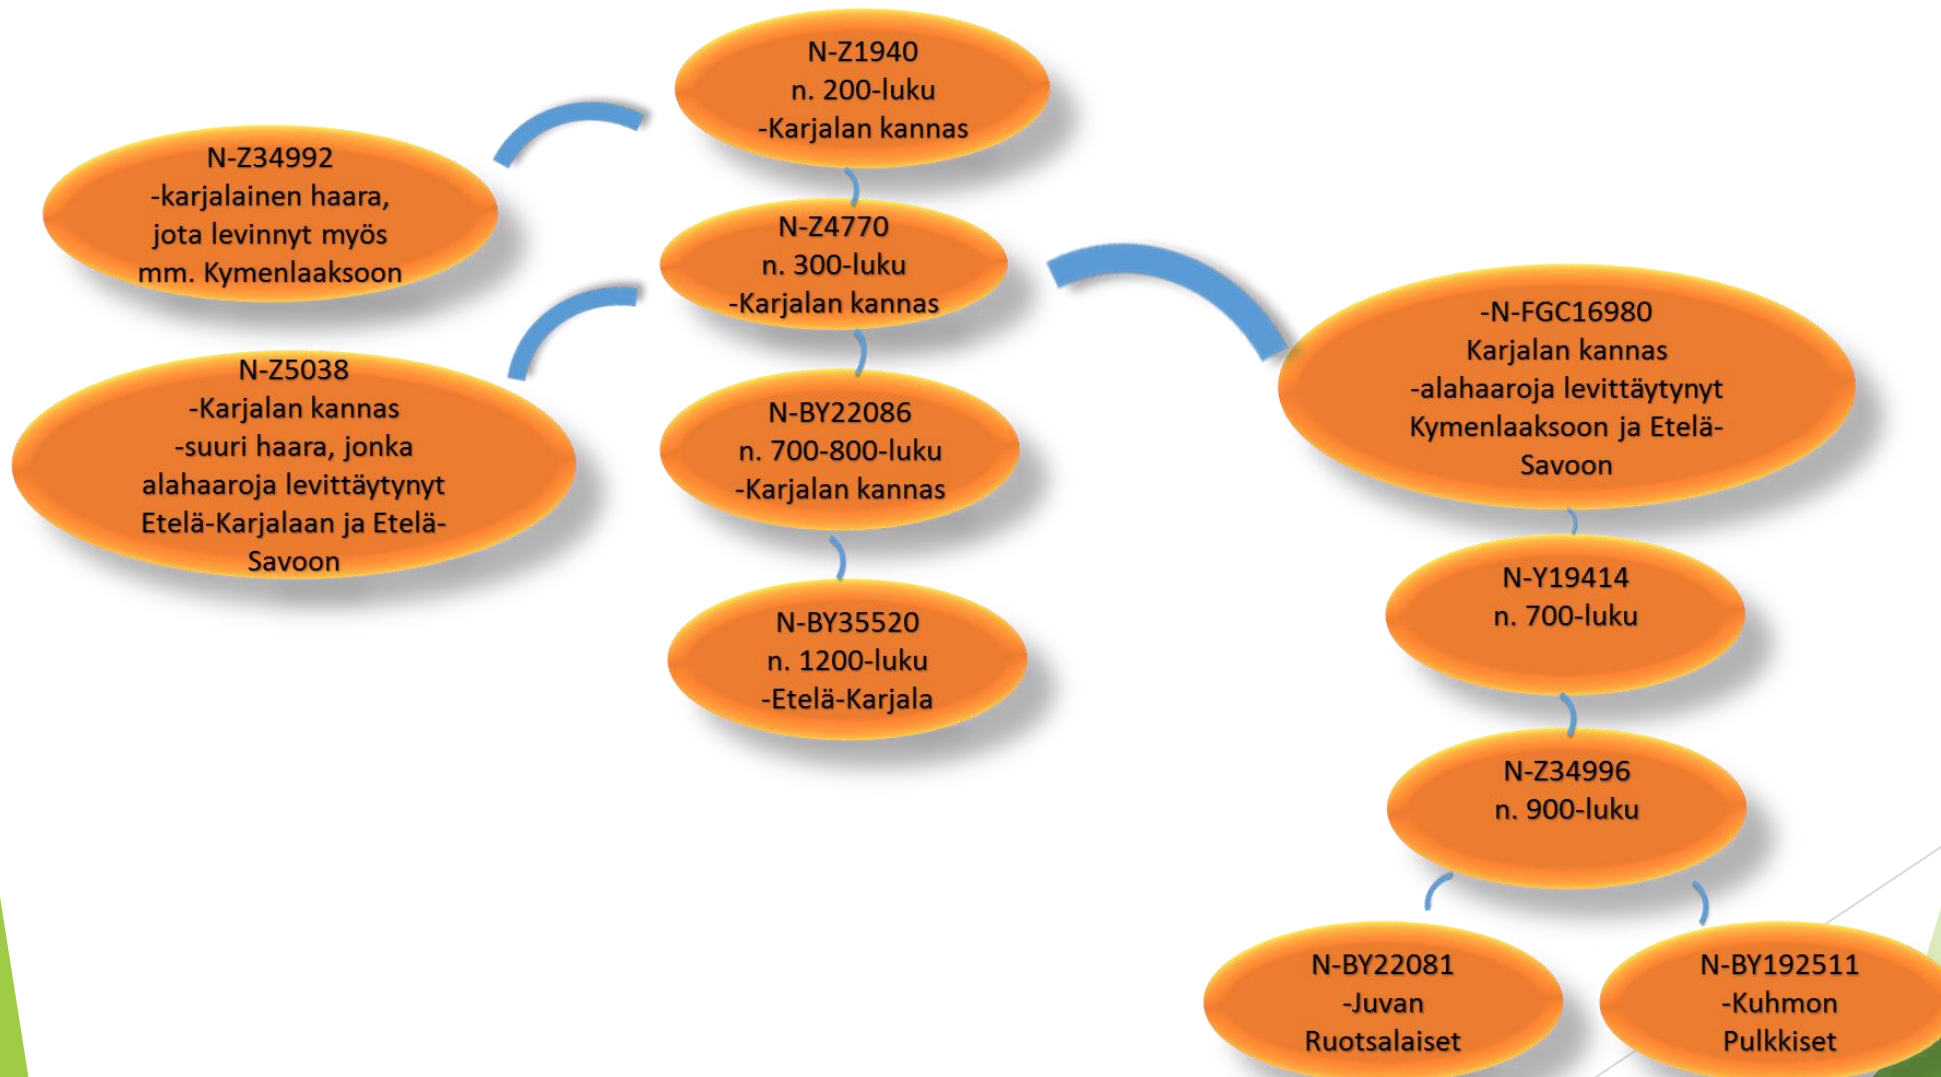 N-Z1940
n. 200-luku
-Karjalan kannas
N-Z34992
-karjalainen haara,
jota levinnyt myös
mm. Kymenlaaksoon
N-Z4770
n. 300-luku
-Karjalan kannas
N-Z5038
-Karjalan kannas
-suuri haara, jonka
alahaaroja levittäytynyt
Etelä-Karjalaan ja Etelä-
Savoon
-N-FGC16980
Karjalan kannas
-alahaaroja levittäytynyt
Kymenlaaksoon ja Etelä-
Savoon
N-BY22086
n. 700-800-luku
-Karjalan kannas
N-BY35520
n. 1200-luku
-Etelä-Karjala
N-Y19414
n. 700-luku
N-Z34996
n. 900-luku
N-BY22081
-Juvan
Ruotsalaiset
N-BY192511
-Kuhmon
Pulkkiset